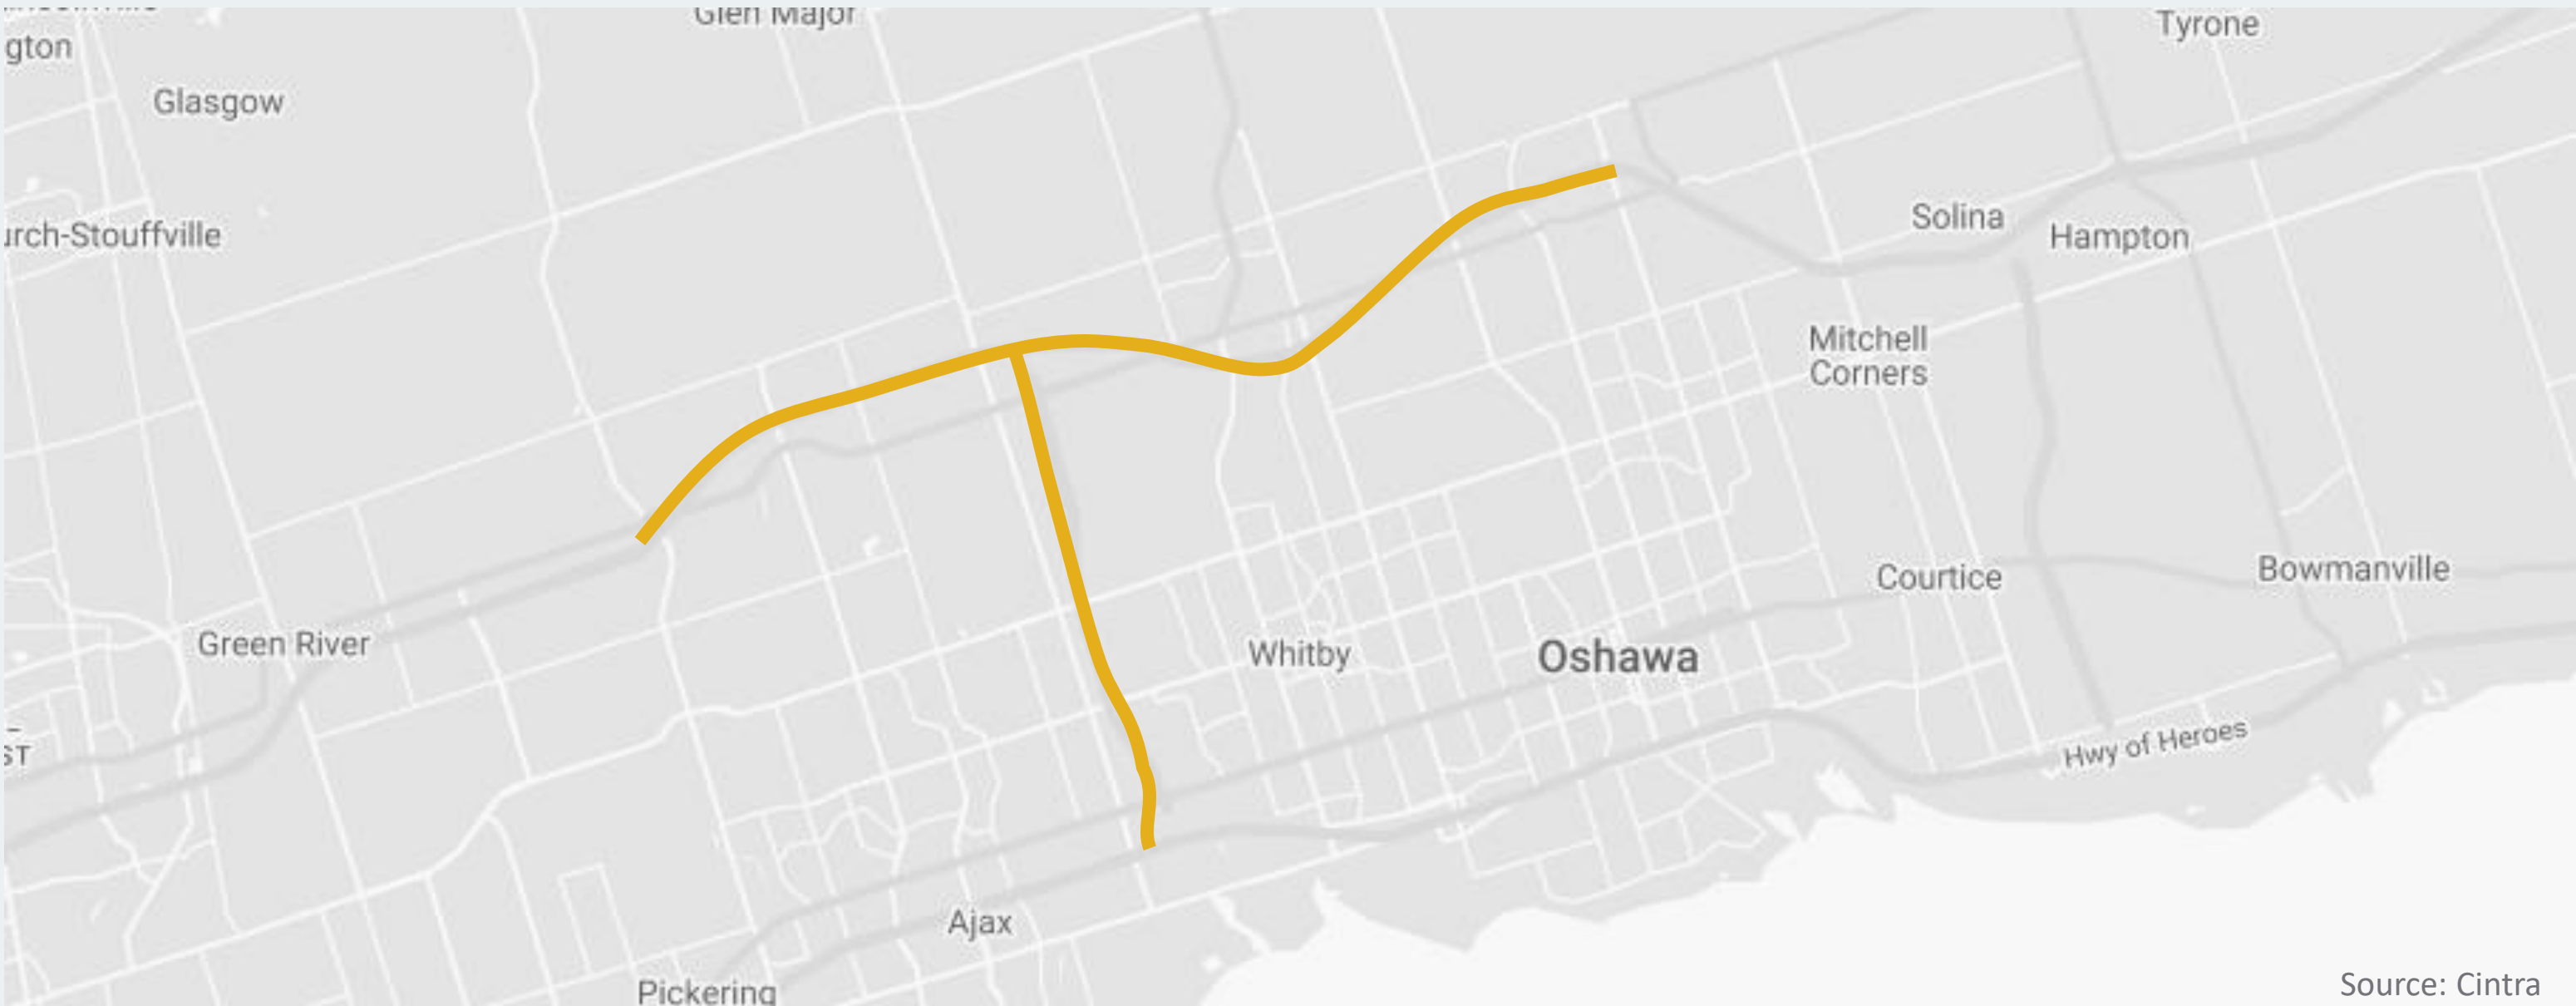 Glen Major
Tyrone
gton
Glasgow
urch-Stouffville
Solina
Hampton
Mitchell
Corners
Courtice
Bowmanville
Green River
Whitby
Oshawa
ST
Hwy of Heroes
Ajax
Pickering
Source: Cintra